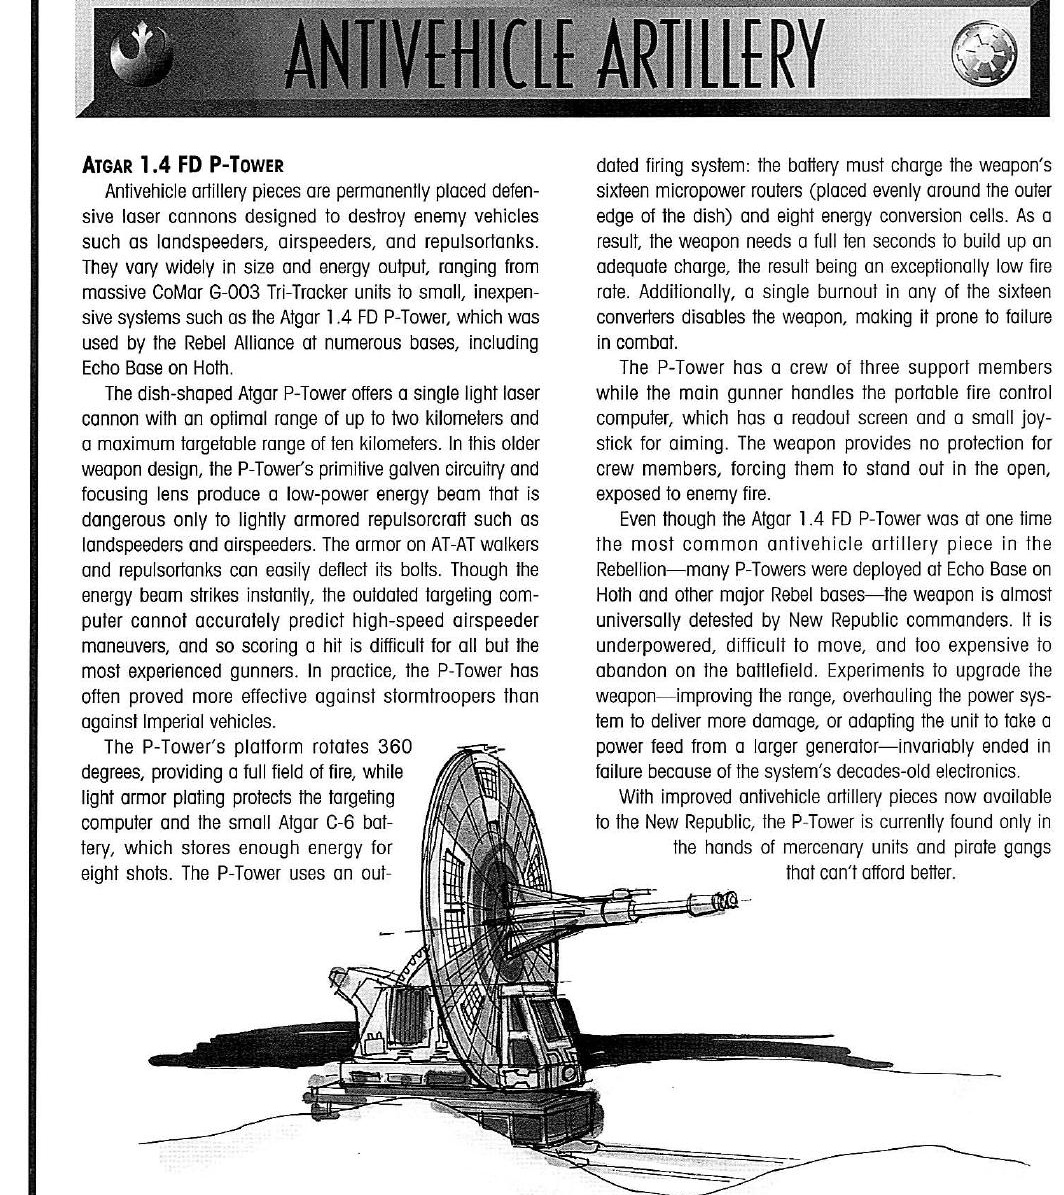 ANTIVEHICLE ARTILLERY
ATGAR 1.4 FD P-TOWER
Antivehicle artillery pieces are permanently placed defen-
sive laser cannons designed to destroy enemy vehicles
such as landspeeders, airspeeders, and repulsortanks.
They vary widely in size and energy output, ranging from
massive CoMar G-003 Tri-Tracker units to small, inexpen-
sive systems such as the Atgar 1.4 FD P-Tower, which was
used by the Rebel Alliance at numerous bases, including
Echo Base on Hoth.
The dish-shaped Atgar P-Tower offers a single light laser
cannon with an optimal range of up to two kilometers and
a maximum targetable range of ten kilometers. In this older
weapon design, the P-Tower's primitive galven circuitry and
focusing lens produce a low-power energy beam that is
dangerous only to lightly armored repulsorcraft such as
landspeeders and airspeeders. The armor on AT-AT walkers
and repulsortanks can easily deflect its bolts. Though the
energy beam strikes instantly, the outdated targeting com-
puter cannot accurately predict high-speed airspeeder
maneuvers, and so scoring a hit is difficult for all but the
most experienced gunners. In practice, the P-Tower has
often proved more effective against stormtroopers than
against Imperial vehicles.
The P-Tower's platform rotates 360
degrees, providing a full field of fire, while
light armor plating protects the targeting
computer and the small Atgar C-6 bat-
tery, which stores enough energy for
eight shots. The P-Tower uses an out-
dated firing system: the battery must charge the weapon's
sixteen micropower routers (placed evenly around the outer
edge of the dish) and eight energy conversion cells. As a
result, the weapon needs a full ten seconds to build up an
adequate charge, the result being an exceptionally low fire
rate. Additionally, a single burnout in any of the sixteen
converters disables the weapon, making it prone to failure
in combat.
The P-Tower has a crew of three support members
while the main gunner handles the portable fire control
computer, which has a readout screen and a small joy-
stick for aiming. The weapon provides no protection for
crew members, forcing them to stand out in the open,
exposed to enemy fire.
Even though the Atgar 1.4 FD P-Tower was at one time
the most common antivehicle artillery piece in the
Rebellion—many P-Towers were deployed at Echo Base on
Hoth and other major Rebel bases—the weapon is almost
universally detested by New Republic commanders. It is
underpowered, difficult to move, and too expensive to
abandon on the battlefield. Experiments to upgrade the
weapon—improving the range, overhauling the power sys-
tem to deliver more damage, or adapting the unit to take a
power feed from a larger generator—invariably ended in
failure because of the system's decades-old electronics.
With improved antivehicle artillery pieces now available
to the New Republic, the P-Tower is currently found only in
the hands of mercenary units and pirate gangs
that can't afford better.